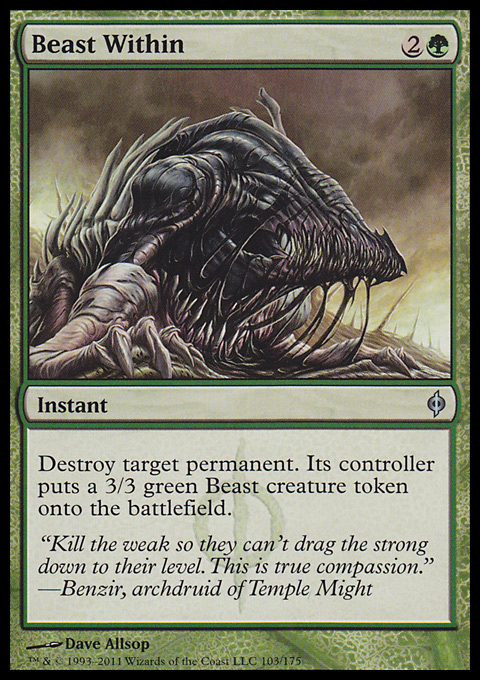 Beast Within 2
Instant
Destroy target permanent. Its controller
puts a 3/3 green Beast creature token
onto the battlefield.
“Kill the weak so they can’t drag the strong
down to their level. This is true compassion.”
—Benzir, archdruid of Temple Might
Dave Allsop
™ & © 1993–2011 Wizards of the Coast LLC 103/175